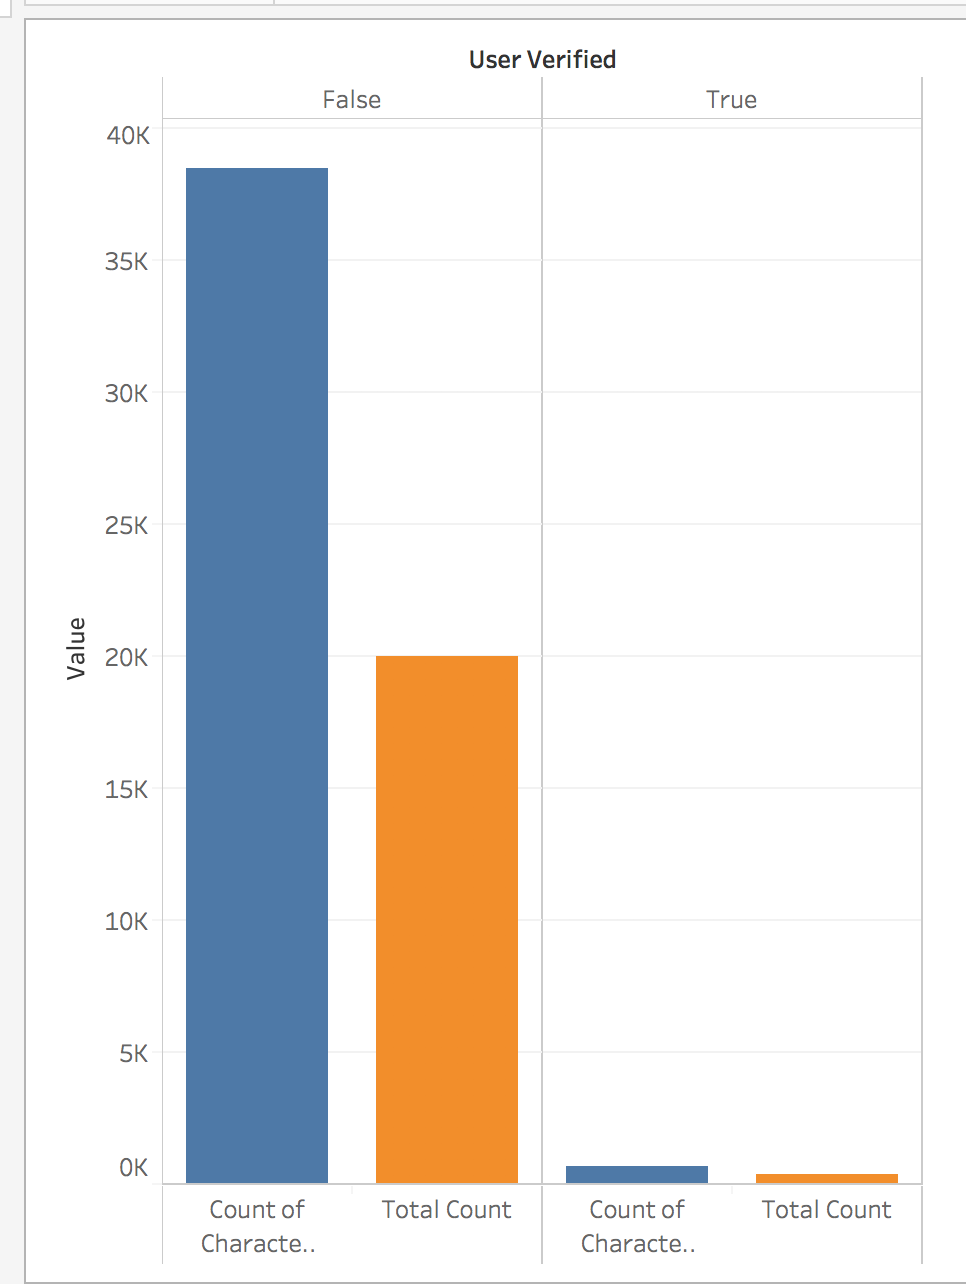 User Verified
False
True
40K
35K
30K
25K
20K
15K
10K
5K
0K
Value
Count of
Characte..
Total Count
Count of
Characte..
Total Count